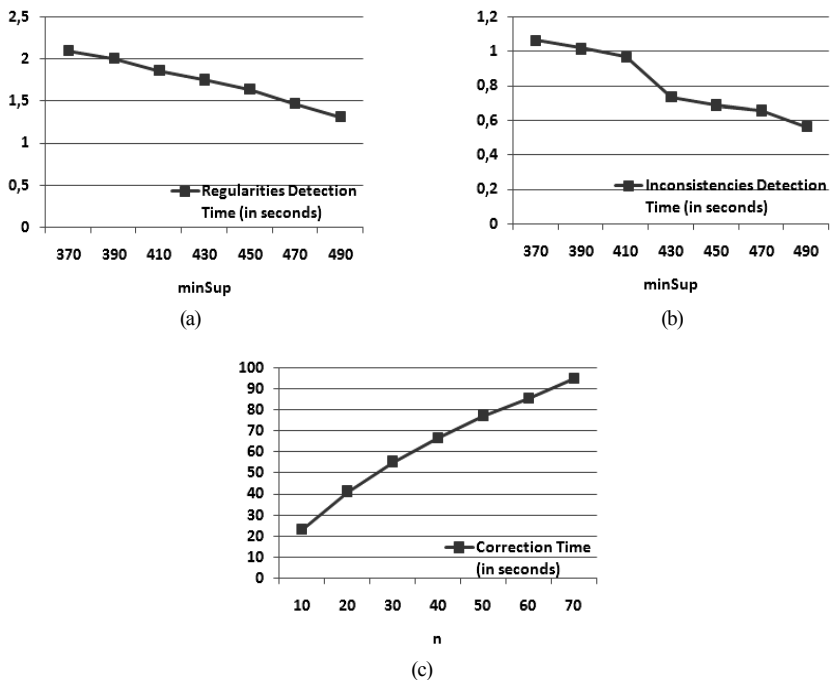 2,5
2
1,5
1
0,5
0
Regularities Detection
Time (in seconds)
370 390 410 430 450 470 490
minSup
(a)
1,2
1
0,8
0,6
0,4
0,2
0
Inconsistencies Detection
Time (in seconds)
370 390 410 430 450 470 490
minSup
(b)
100
90
80
70
60
50
40
30
20
10
0
Correction Time
(in seconds)
10 20 30 40 50 60 70
n
(c)